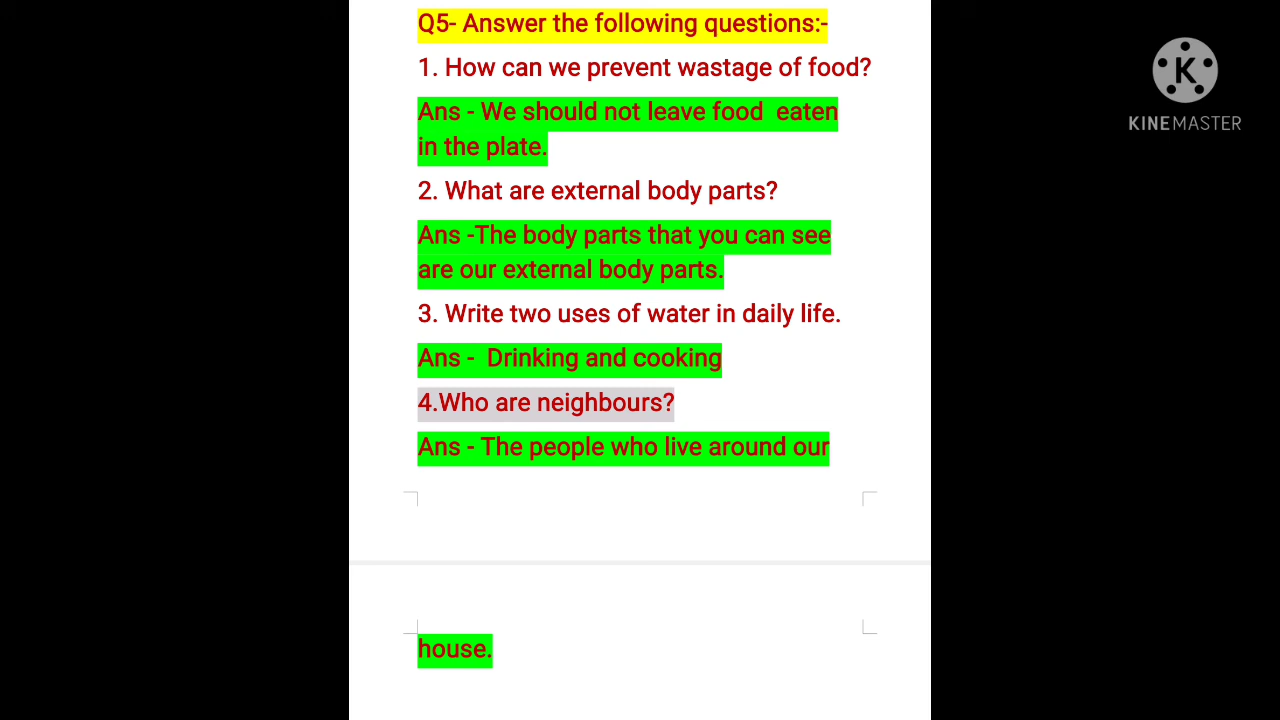 Q5- Answer the following questions:-
1. How can we prevent wastage of food?
Ans - We should not leave food  eaten
in the plate.
2. What are external body parts?
Ans -The body parts that you can see
are our external body parts.
3. Write two uses of water in daily life.
Ans -  Drinking and cooking
4.Who are neighbours?
Ans - The people who live around our
house.
K
KINEMASTER